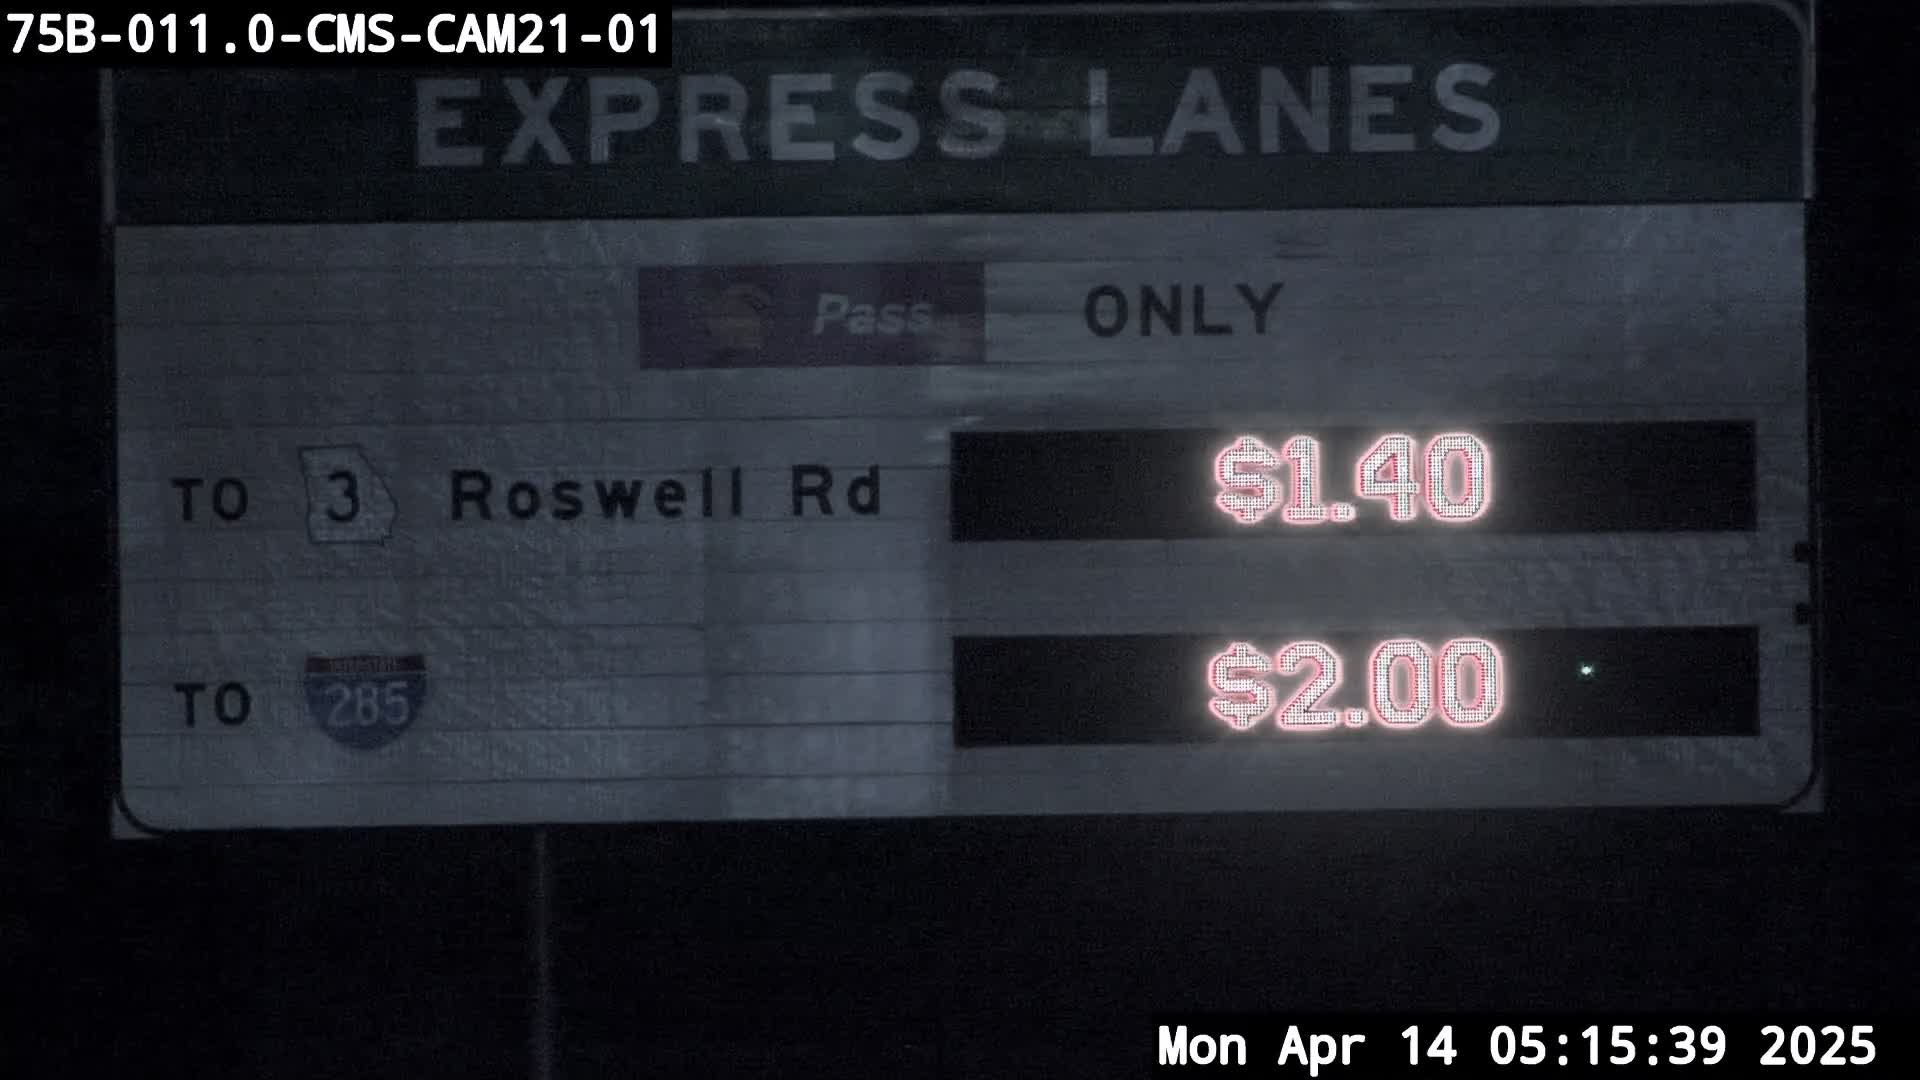 75B-011.0-CMS-CAM21-01
EXPRESS LANES
Pass ONLY
TO 3 Roswell Rd $1.40
TO INTERSTATE 285 $2.00
Mon Apr 14 05:15:39 2025